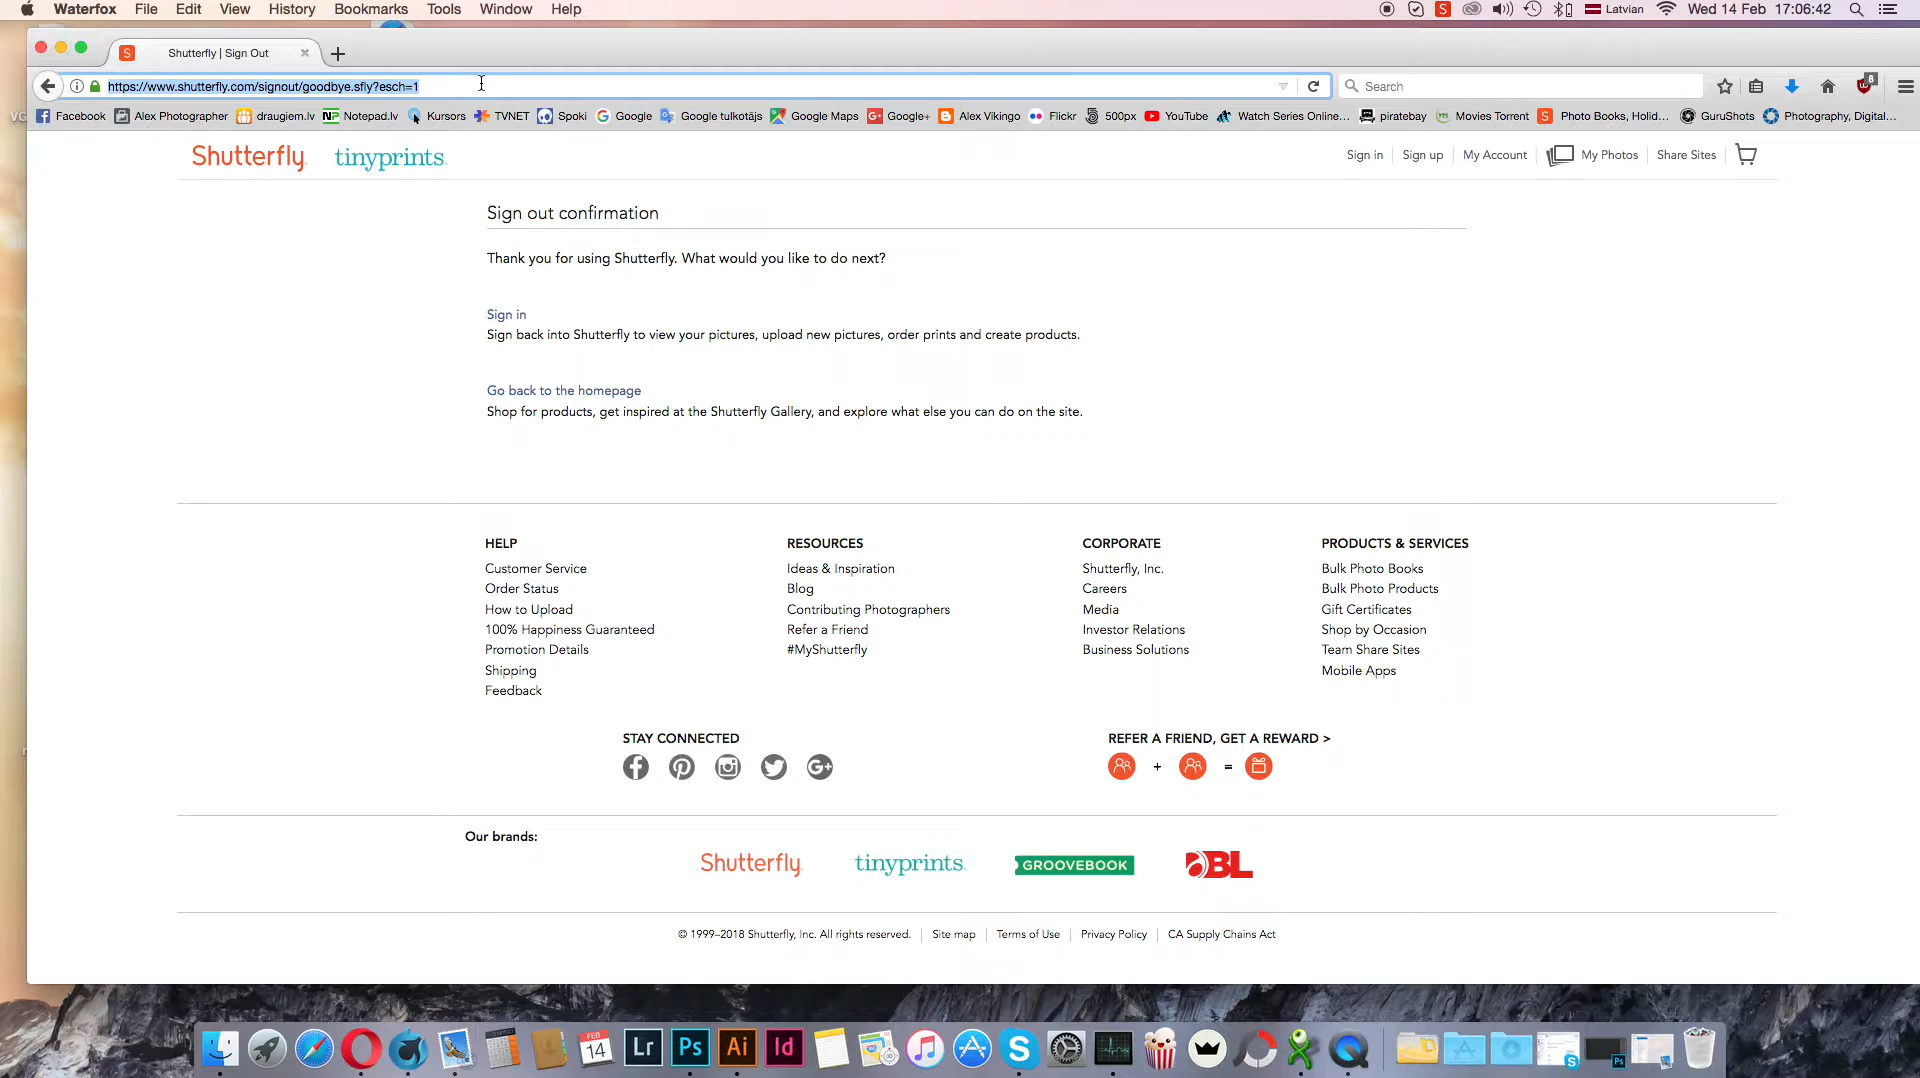 Waterfox File Edit View History Bookmarks Tools Window Help Latvian Wed 14 Feb 17:06:42
Shutterfly | Sign Out
https://www.shutterfly.com/signout/goodbye.sfly?esch=1 Search 8
Facebook Alex Photographer draugiem.lv Notepad.lv Kursors TVNET Spoki Google Google tulkotājs Google Maps Google+ Alex Vikingo Flickr 500px YouTube Watch Series Online... piratebay Movies Torrent Photo Books, Holid... GuruShots Photography, Digital...
Shutterfly. tinyprints. Sign in Sign up My Account My Photos Share Sites
Sign out confirmation
Thank you for using Shutterfly. What would you like to do next?
Sign in
Sign back into Shutterfly to view your pictures, upload new pictures, order prints and create products.
Go back to the homepage
Shop for products, get inspired at the Shutterfly Gallery, and explore what else you can do on the site.
HELP
Customer Service
Order Status
How to Upload
100% Happiness Guaranteed
Promotion Details
Shipping
Feedback
RESOURCES
Ideas & Inspiration
Blog
Contributing Photographers
Refer a Friend
#MyShutterfly
CORPORATE
Shutterfly, Inc.
Careers
Media
Investor Relations
Business Solutions
PRODUCTS & SERVICES
Bulk Photo Books
Bulk Photo Products
Gift Certificates
Shop by Occasion
Team Share Sites
Mobile Apps
STAY CONNECTED
REFER A FRIEND, GET A REWARD >
+ =
Our brands:
Shutterfly. tinyprints. GROOVEBOOK BL
© 1999–2018 Shutterfly, Inc. All rights reserved. Site map Terms of Use Privacy Policy CA Supply Chains Act
FEB 14 Lr Ps Ai Id